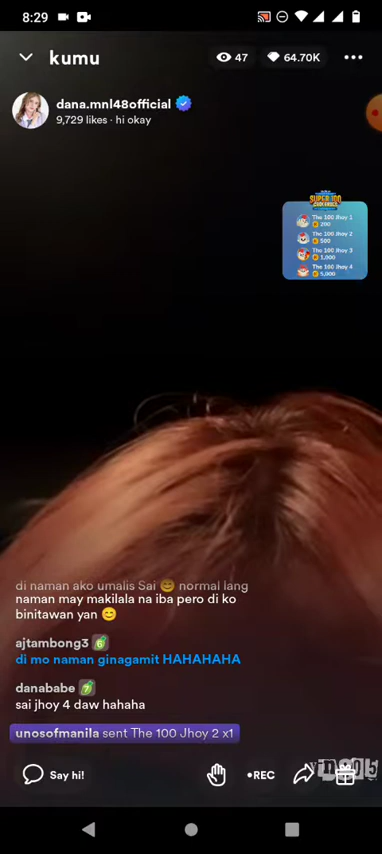 8:29
kumu
47
64.70K
dana.mnl48official
9,729 likes · hi okay
SUPER 100
The 100 Jhoy 1
200
The 100 Jhoy 2
500
The 100 Jhoy 3
1,000
The 100 Jhoy 4
5,000
di naman ako umalis Sai 😄 normal lang
naman may makilala na iba pero di ko
binitawan yan 😊
ajtambong3 6
di mo naman ginagamit HAHAHAHA
danababe 7
sai jhoy 4 daw hahaha
unosofmanila sent The 100 Jhoy 2 x1
Say hi!
•REC